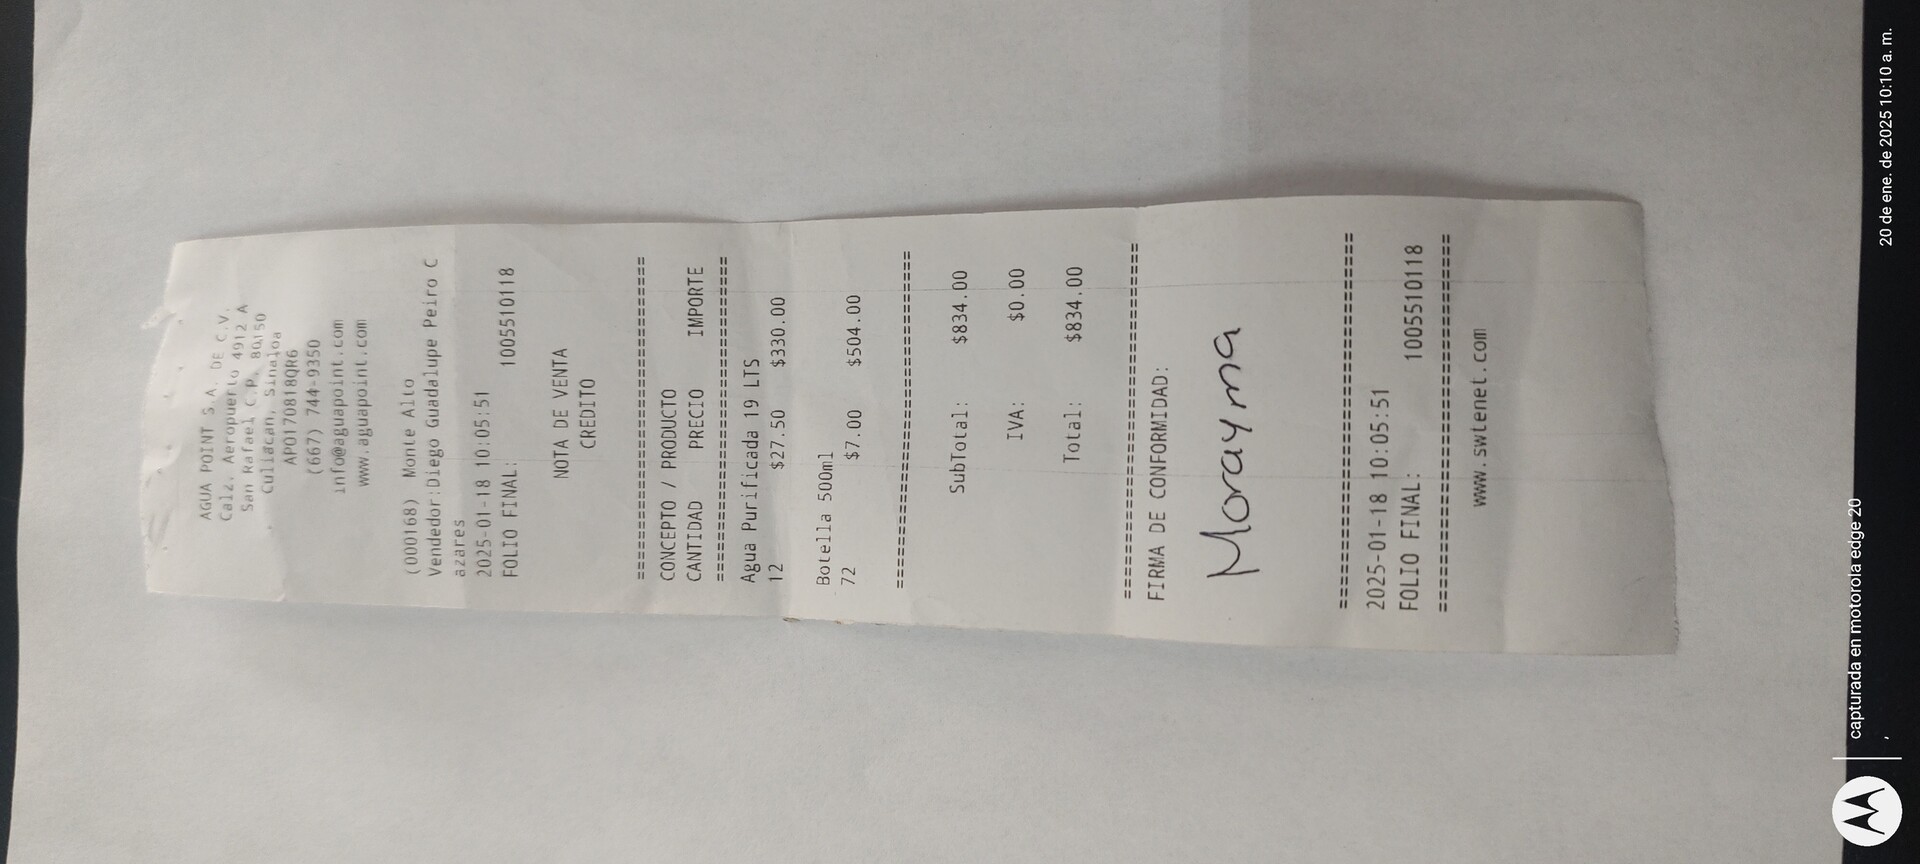 AGUA POINT S.A. DE C.V.
Calz. Aeropuerto 4912 A
San Rafael C.P. 80150
Culiacan, Sinaloa
APO170818QR6
(667) 744-9350
info@aguapoint.com
www.aguapoint.com
(000168) Monte Alto
Vendedor:Diego Guadalupe Peiro C
azares
2025-01-18 10:05:51
FOLIO FINAL: 1005510118
NOTA DE VENTA
CREDITO
================================
CONCEPTO / PRODUCTO
CANTIDAD PRECIO IMPORTE
================================
Agua Purificada 19 LTS
12 $27.50 $330.00
Botella 500ml
72 $7.00 $504.00
================================
SubTotal: $834.00
IVA: $0.00
Total: $834.00
================================
FIRMA DE CONFORMIDAD:
Morayma
================================
2025-01-18 10:05:51
FOLIO FINAL: 1005510118
================================
www.swtenet.com
capturada en motorola edge 20
,
20 de ene.. de 2025 10:10 a. m.